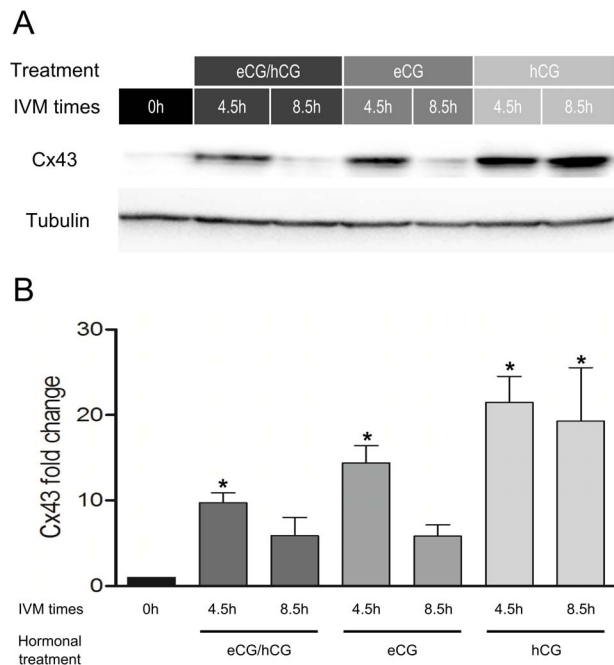 A
Treatment eCG/hCG eCG hCG
IVM times 0h 4.5h 8.5h 4.5h 8.5h 4.5h 8.5h
Cx43
Tubulin
B
Cx43 fold change
30
20
10
0
* * * *
IVM times 0h 4.5h 8.5h 4.5h 8.5h 4.5h 8.5h
Hormonal
treatment eCG/hCG eCG hCG